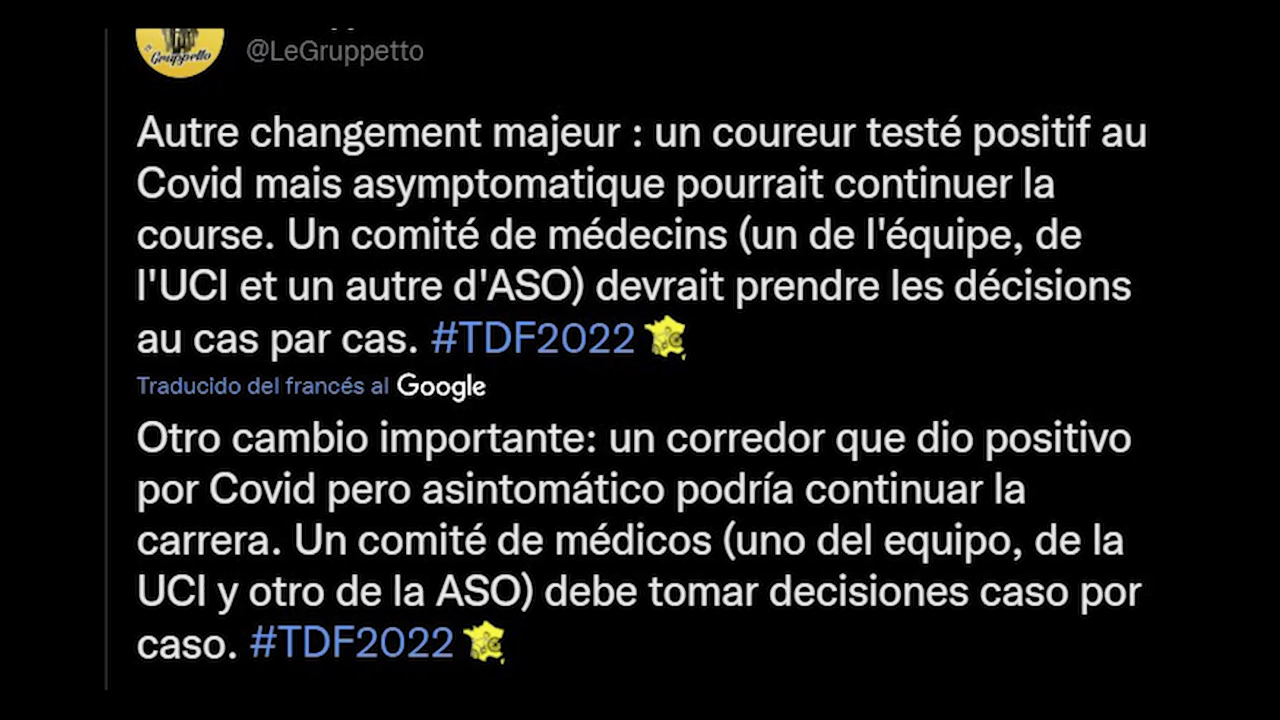 Gruppetto
@LeGruppetto
Autre changement majeur : un coureur testé positif au
Covid mais asymptomatique pourrait continuer la
course. Un comité de médecins (un de l'équipe, de
l'UCI et un autre d'ASO) devrait prendre les décisions
au cas par cas. #TDF2022
Traducido del francés al Google
Otro cambio importante: un corredor que dio positivo
por Covid pero asintomático podría continuar la
carrera. Un comité de médicos (uno del equipo, de la
UCI y otro de la ASO) debe tomar decisiones caso por
caso. #TDF2022